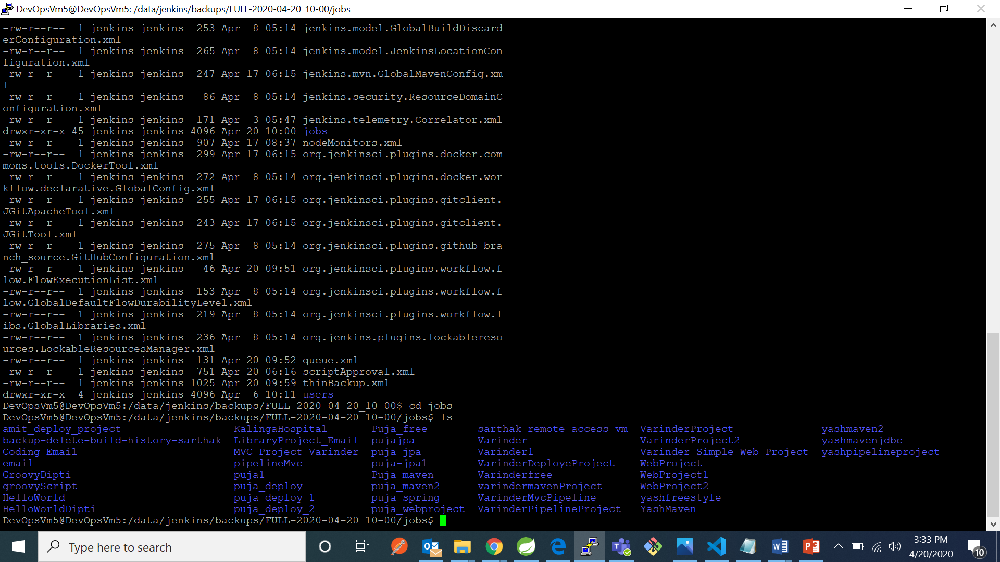 DevOpsVm5@DevOpsVm5: /data/jenkins/backups/FULL-2020-04-20_10-00/jobs
-rw-r--r--  1 jenkins jenkins  253 Apr  8 05:14 jenkins.model.GlobalBuildDiscard
erConfiguration.xml
-rw-r--r--  1 jenkins jenkins  265 Apr  8 05:14 jenkins.model.JenkinsLocationCon
figuration.xml
-rw-r--r--  1 jenkins jenkins  247 Apr 17 06:15 jenkins.mvn.GlobalMavenConfig.xm
l
-rw-r--r--  1 jenkins jenkins   86 Apr  8 05:14 jenkins.security.ResourceDomainC
onfiguration.xml
-rw-r--r--  1 jenkins jenkins  171 Apr  3 05:47 jenkins.telemetry.Correlator.xml
drwxr-xr-x 45 jenkins jenkins 4096 Apr 20 10:00 jobs
-rw-r--r--  1 jenkins jenkins  907 Apr 17 08:37 nodeMonitors.xml
-rw-r--r--  1 jenkins jenkins  299 Apr 17 06:15 org.jenkinsci.plugins.docker.com
mons.tools.DockerTool.xml
-rw-r--r--  1 jenkins jenkins  272 Apr  8 05:14 org.jenkinsci.plugins.docker.wor
kflow.declarative.GlobalConfig.xml
-rw-r--r--  1 jenkins jenkins  255 Apr 17 06:15 org.jenkinsci.plugins.gitclient.
JGitApacheTool.xml
-rw-r--r--  1 jenkins jenkins  243 Apr 17 06:15 org.jenkinsci.plugins.gitclient.
JGitTool.xml
-rw-r--r--  1 jenkins jenkins  275 Apr  8 05:14 org.jenkinsci.plugins.github_bra
nch_source.GitHubConfiguration.xml
-rw-r--r--  1 jenkins jenkins   46 Apr 20 09:51 org.jenkinsci.plugins.workflow.f
low.FlowExecutionList.xml
-rw-r--r--  1 jenkins jenkins  153 Apr  8 05:14 org.jenkinsci.plugins.workflow.f
low.GlobalDefaultFlowDurabilityLevel.xml
-rw-r--r--  1 jenkins jenkins  219 Apr  8 05:14 org.jenkinsci.plugins.workflow.l
ibs.GlobalLibraries.xml
-rw-r--r--  1 jenkins jenkins  236 Apr  8 05:14 org.jenkins.plugins.lockablereso
urces.LockableResourcesManager.xml
-rw-r--r--  1 jenkins jenkins  131 Apr 20 09:52 queue.xml
-rw-r--r--  1 jenkins jenkins  751 Apr 20 06:16 scriptApproval.xml
-rw-r--r--  1 jenkins jenkins 1025 Apr 20 09:59 thinBackup.xml
drwxr-xr-x  4 jenkins jenkins 4096 Apr  6 10:11 users
DevOpsVm5@DevOpsVm5:/data/jenkins/backups/FULL-2020-04-20_10-00$ cd jobs
DevOpsVm5@DevOpsVm5:/data/jenkins/backups/FULL-2020-04-20_10-00/jobs$ ls
amit_deploy_project KalingaHospital Puja_free sarthak-remote-access-vm VarinderProject yashmaven2
backup-delete-build-history-sarthak LibraryProject_Email pujajpa Varinder VarinderProject2 yashmavenjdbc
Coding_Email MVC_Project_Varinder puja-jpa Varinder1 Varinder Simple Web Project yashpipelineproject
email pipelineMvc puja-jpa1 VarinderDeployeProject WebProject
GroovyDipti puja1 Puja_maven Varinderfree WebProject1
groovyScript puja_deploy puja_maven2 varindermavenProject WebProject2
HelloWorld puja_deploy_1 puja_spring VarinderMvcPipeline yashfreestyle
HelloWorldDipti puja_deploy_2 puja_webproject VarinderPipelineProject YashMaven
DevOpsVm5@DevOpsVm5:/data/jenkins/backups/FULL-2020-04-20_10-00/jobs$
Type here to search
3:33 PM
4/20/2020
10